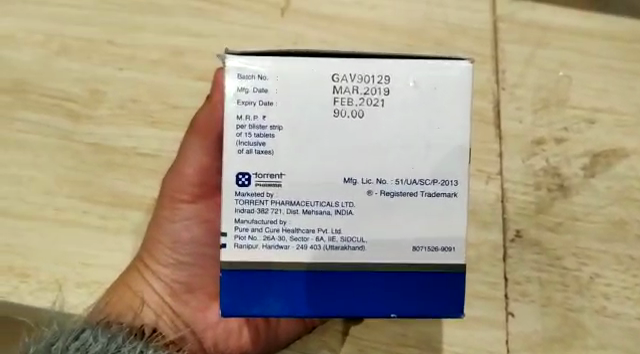 Batch No. : GAV90129
Mfg. Date : MAR.2019
Expiry Date : FEB.2021
M.R.P. ₹ 90.00
per blister strip
of 15 tablets
(Inclusive
of all taxes)
torrent
PHARMA
Mfg. Lic. No. : 51/UA/SC/P-2013
® - Registered Trademark
Marketed by :
TORRENT PHARMACEUTICALS LTD.
Indrad-382 721, Dist. Mehsana, INDIA.
Manufactured by :
Pure and Cure Healthcare Pvt. Ltd.
Plot No.: 26A-30, Sector - 8A, IIE, SIDCUL,
Ranipur, Haridwar - 249 403 (Uttarakhand)
8071526-9091